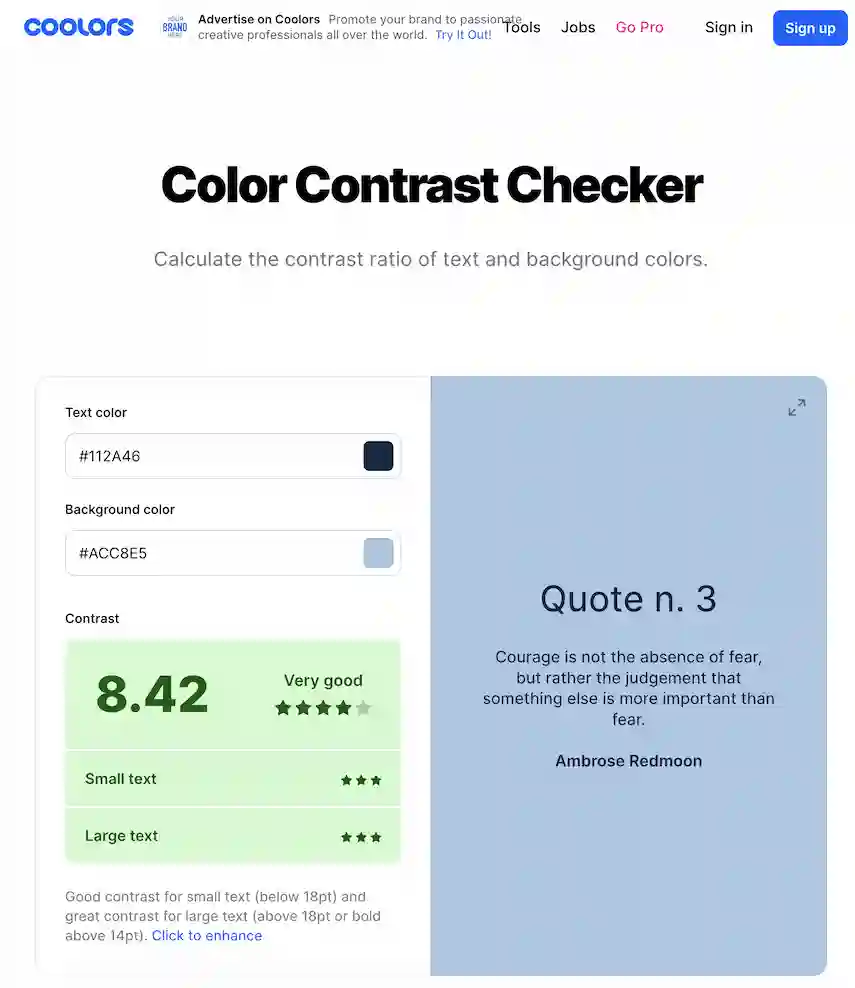 coolors
YOUR
BRAND
HERE
Advertise on Coolors Promote your brand to passionate
creative professionals all over the world. Try It Out!
Tools Jobs Go Pro Sign in Sign up
Color Contrast Checker
Calculate the contrast ratio of text and background colors.
Text color
#112A46
Background color
#ACC8E5
Contrast
8.42
Very good
Small text
Large text
Good contrast for small text (below 18pt) and
great contrast for large text (above 18pt or bold
above 14pt). Click to enhance
Quote n. 3
Courage is not the absence of fear,
but rather the judgement that
something else is more important than
fear.
Ambrose Redmoon